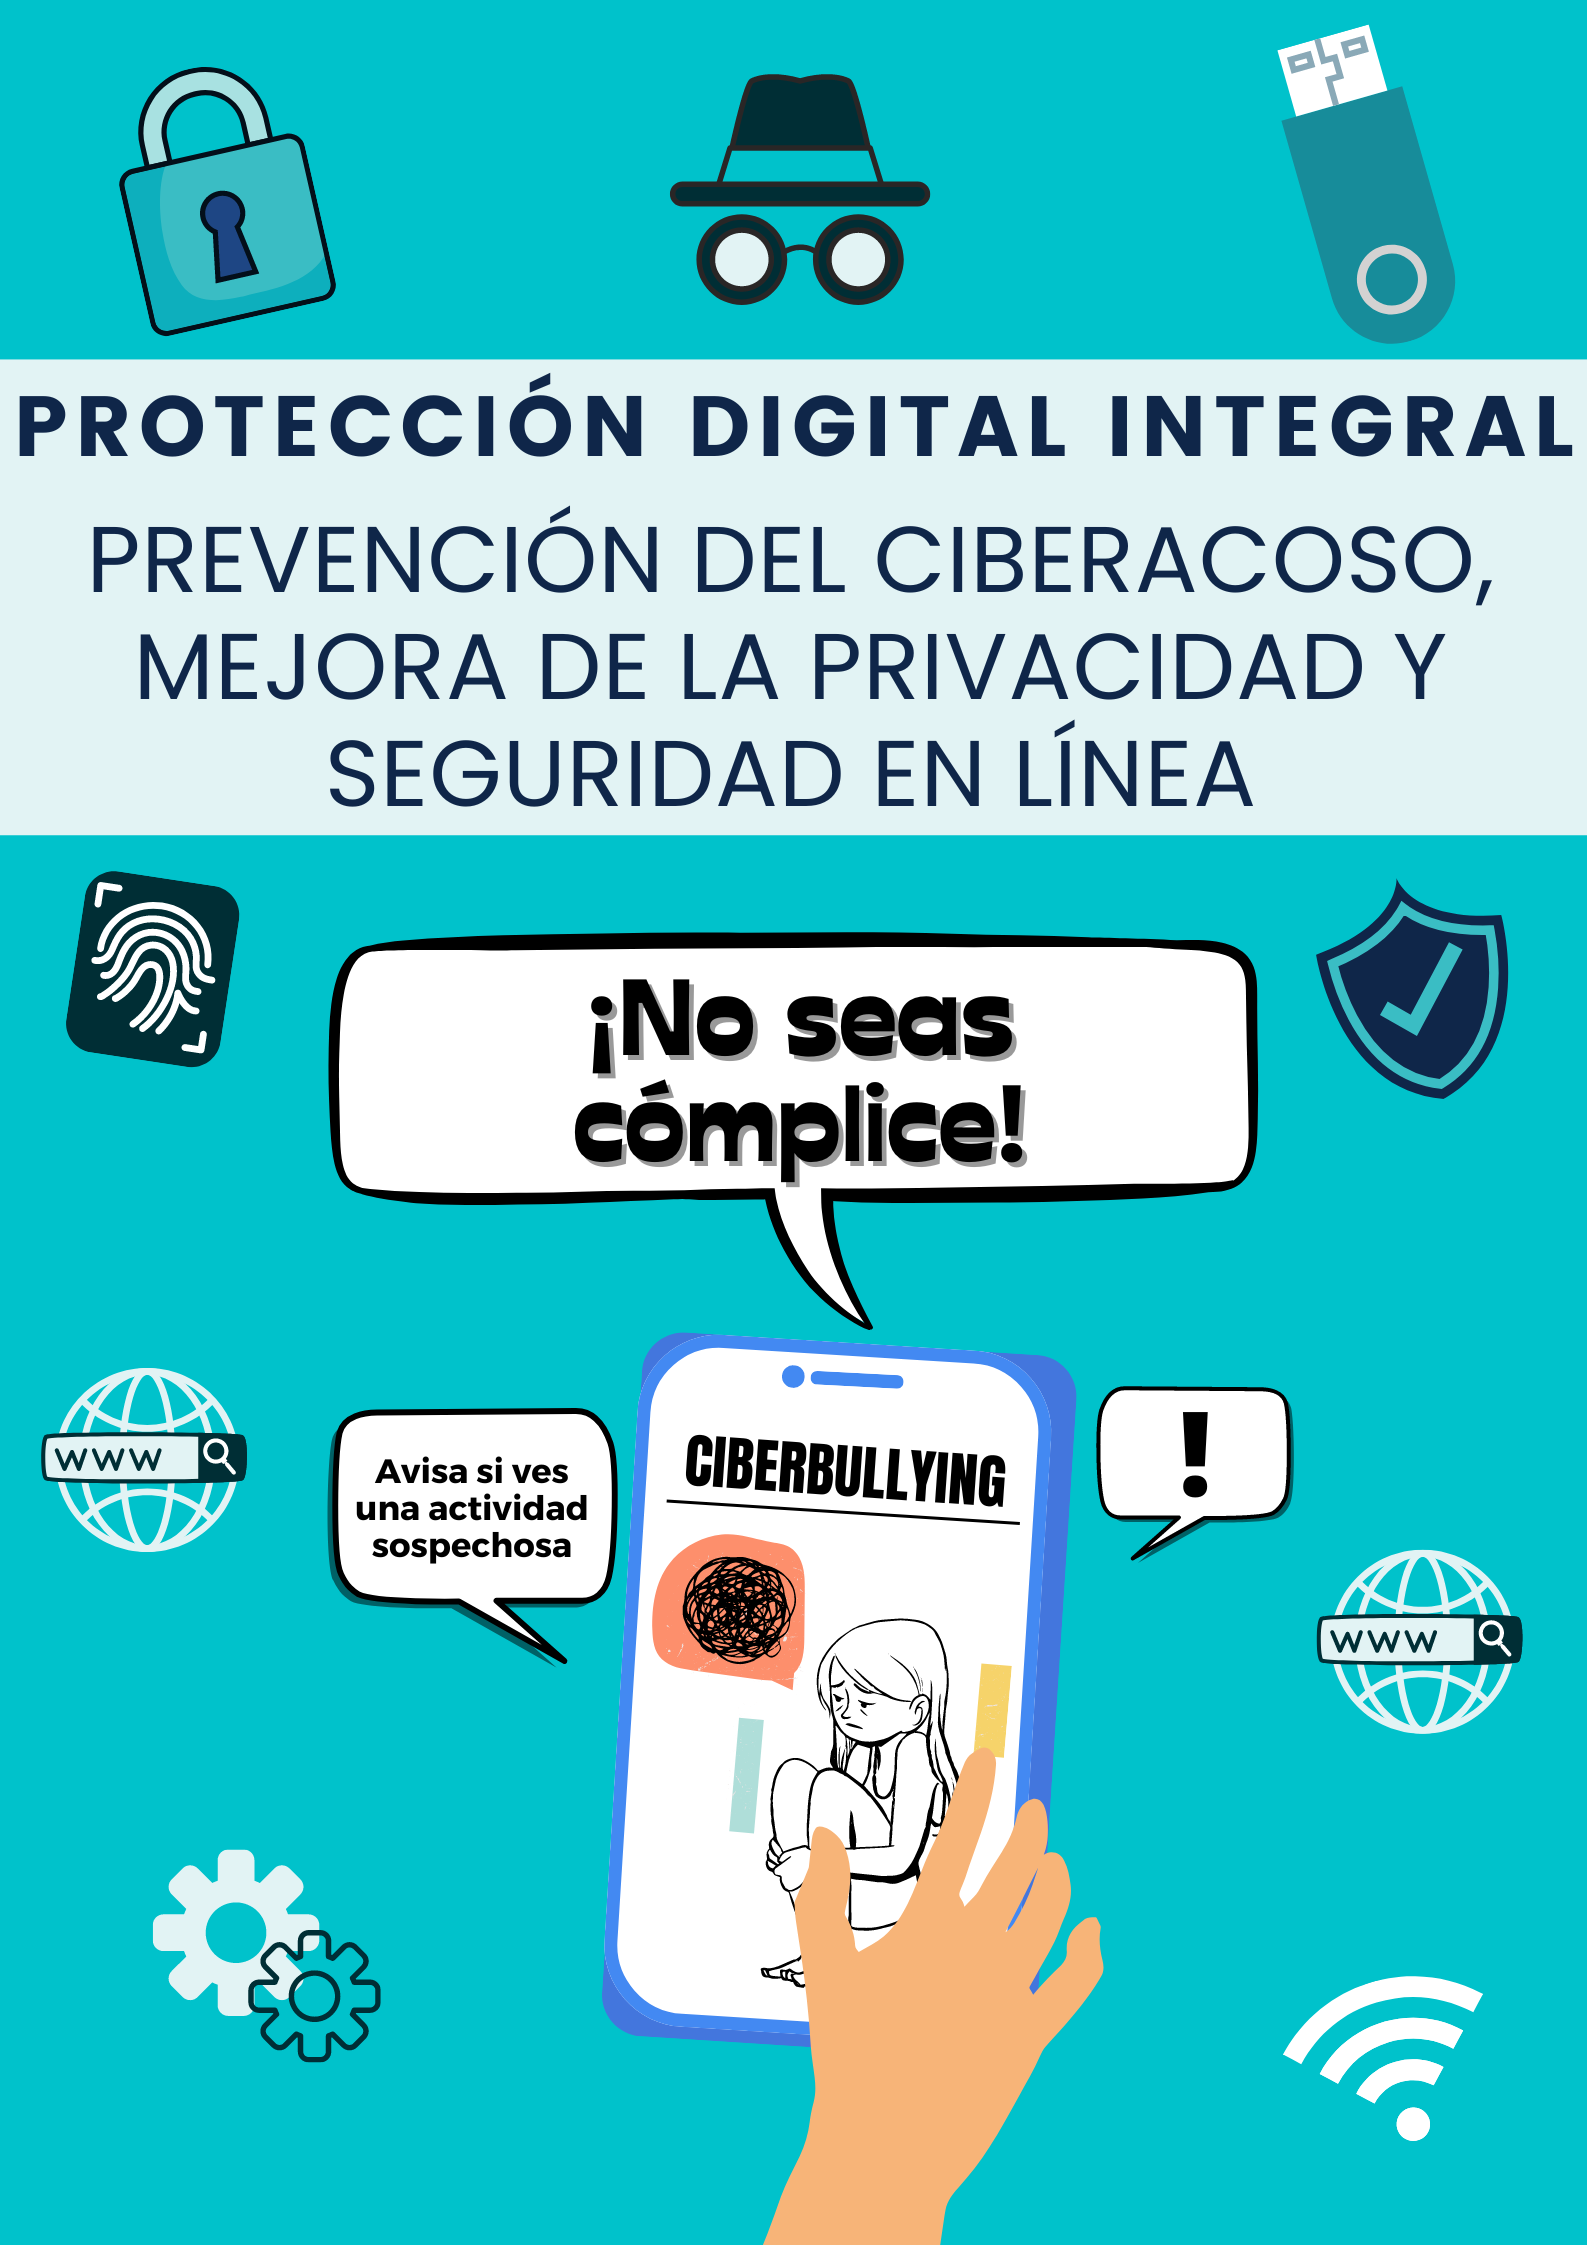 PROTECCIÓN DIGITAL INTEGRAL
PREVENCIÓN DEL CIBERACOSO,
MEJORA DE LA PRIVACIDAD Y
SEGURIDAD EN LÍNEA
¡No seas
cómplice!
WWW
Avisa si ves
una actividad
sospechosa
CIBERBULLYING
!
WWW